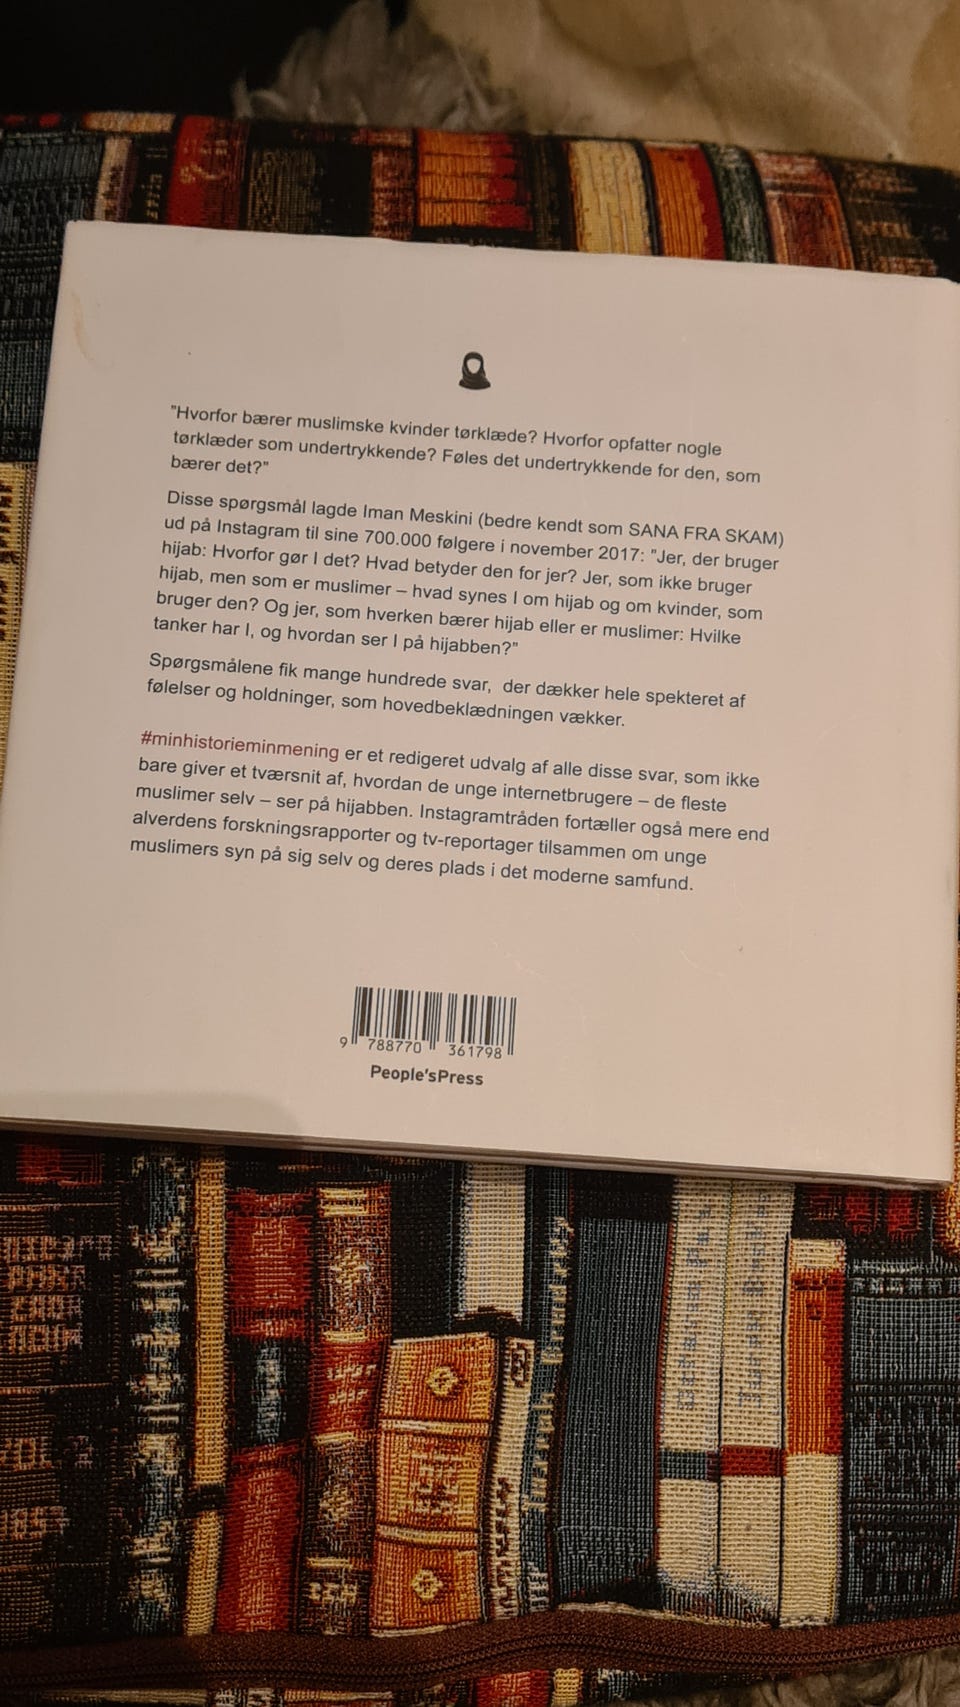 "Hvorfor bærer muslimske kvinder tørklæde? Hvorfor opfatter nogle
tørklæder som undertrykkende? Føles det undertrykkende for den, som
bærer det?"
Disse spørgsmål lagde Iman Meskini (bedre kendt som SANA FRA SKAM)
ud på Instagram til sine 700.000 følgere i november 2017: "Jer, der bruger
hijab: Hvorfor gør I det? Hvad betyder den for jer? Jer, som ikke bruger
hijab, men som er muslimer – hvad synes I om hijab og om kvinder, som
bruger den? Og jer, som hverken bærer hijab eller er muslimer: Hvilke
tanker har I, og hvordan ser I på hijabben?"
Spørgsmålene fik mange hundrede svar, der dækker hele spekteret af
følelser og holdninger, som hovedbeklædningen vækker.
#minhistorieminmening er et redigeret udvalg af alle disse svar, som ikke
bare giver et tværsnit af, hvordan de unge internetbrugere – de fleste
muslimer selv – ser på hijabben. Instagramtråden fortæller også mere end
alverdens forskningsrapporter og tv-reportager tilsammen om unge
muslimers syn på sig selv og deres plads i det moderne samfund.
9 788770 361798
People'sPress